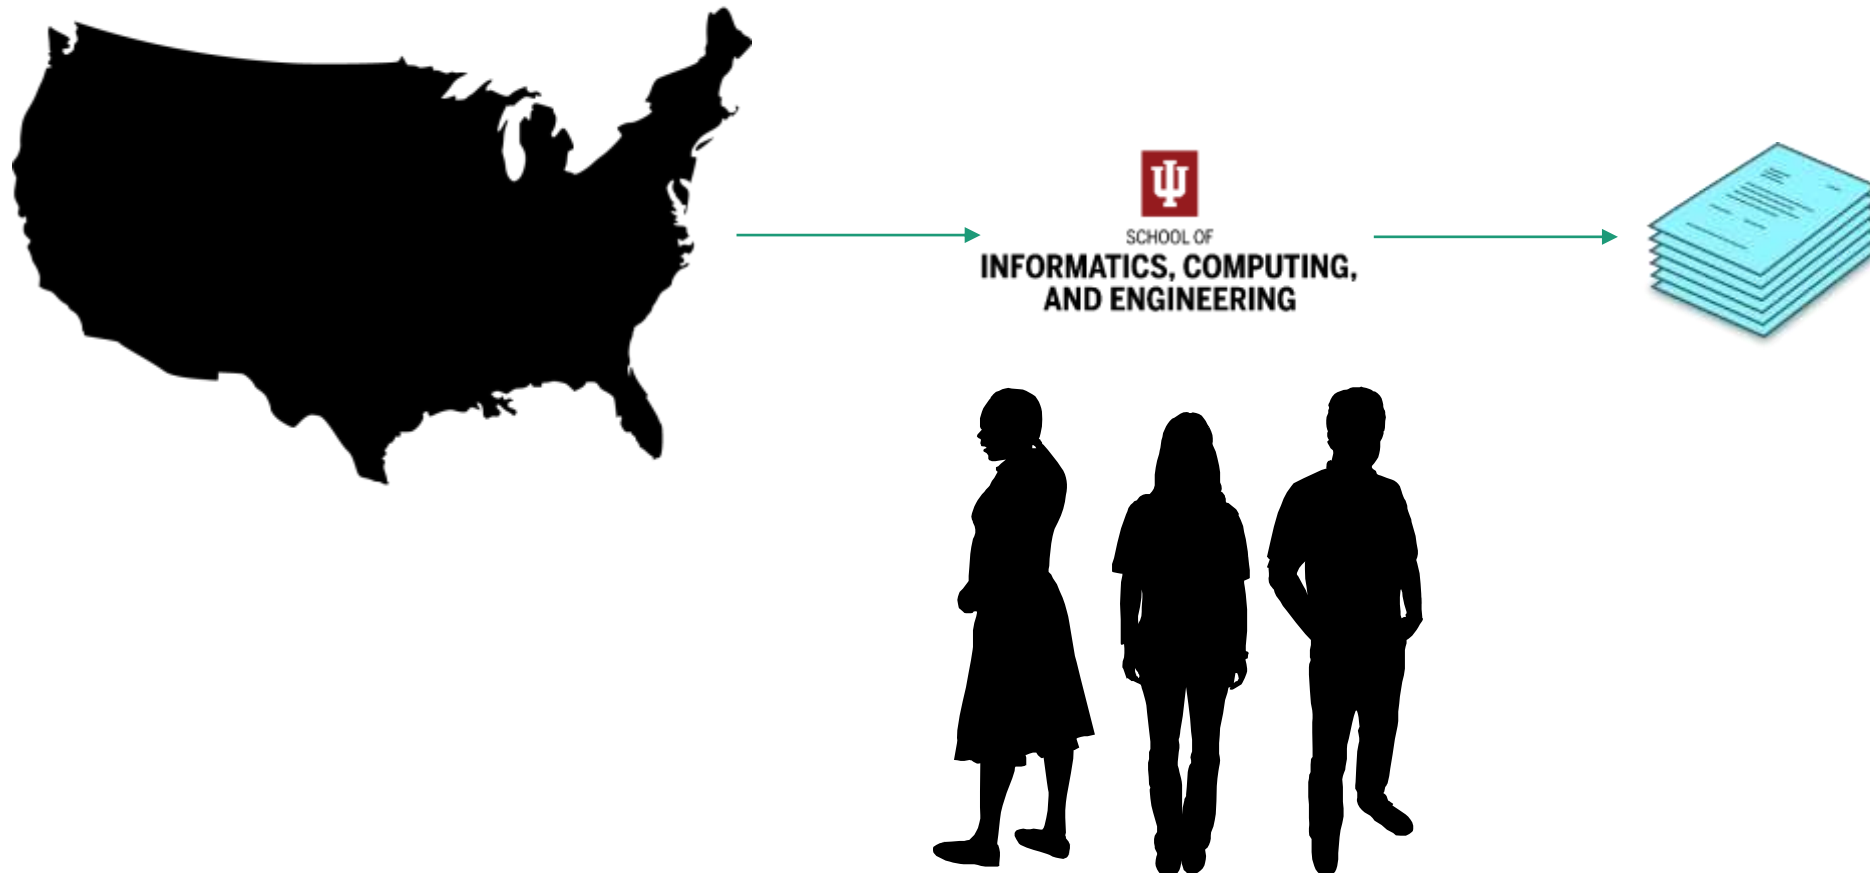 SCHOOL OF
INFORMATICS, COMPUTING,
AND ENGINEERING